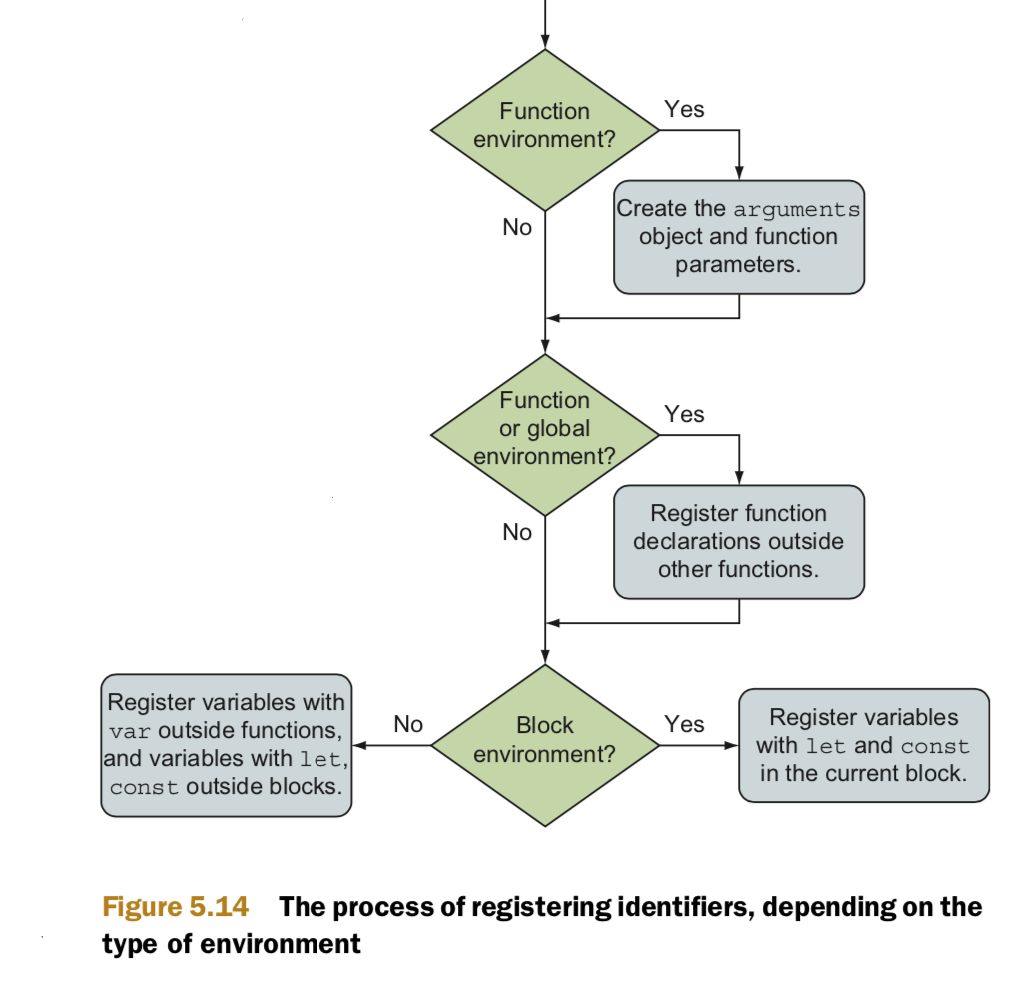 Function
environment?
Yes
Create the arguments
object and function
parameters.
No
Function
or global
environment?
Yes
Register function
declarations outside
other functions.
No
Register variables with
var outside functions,
and variables with let,
const outside blocks.
No
Block
environment?
Yes
Register variables
with let and const
in the current block.
Figure 5.14 The process of registering identifiers, depending on the
type of environment